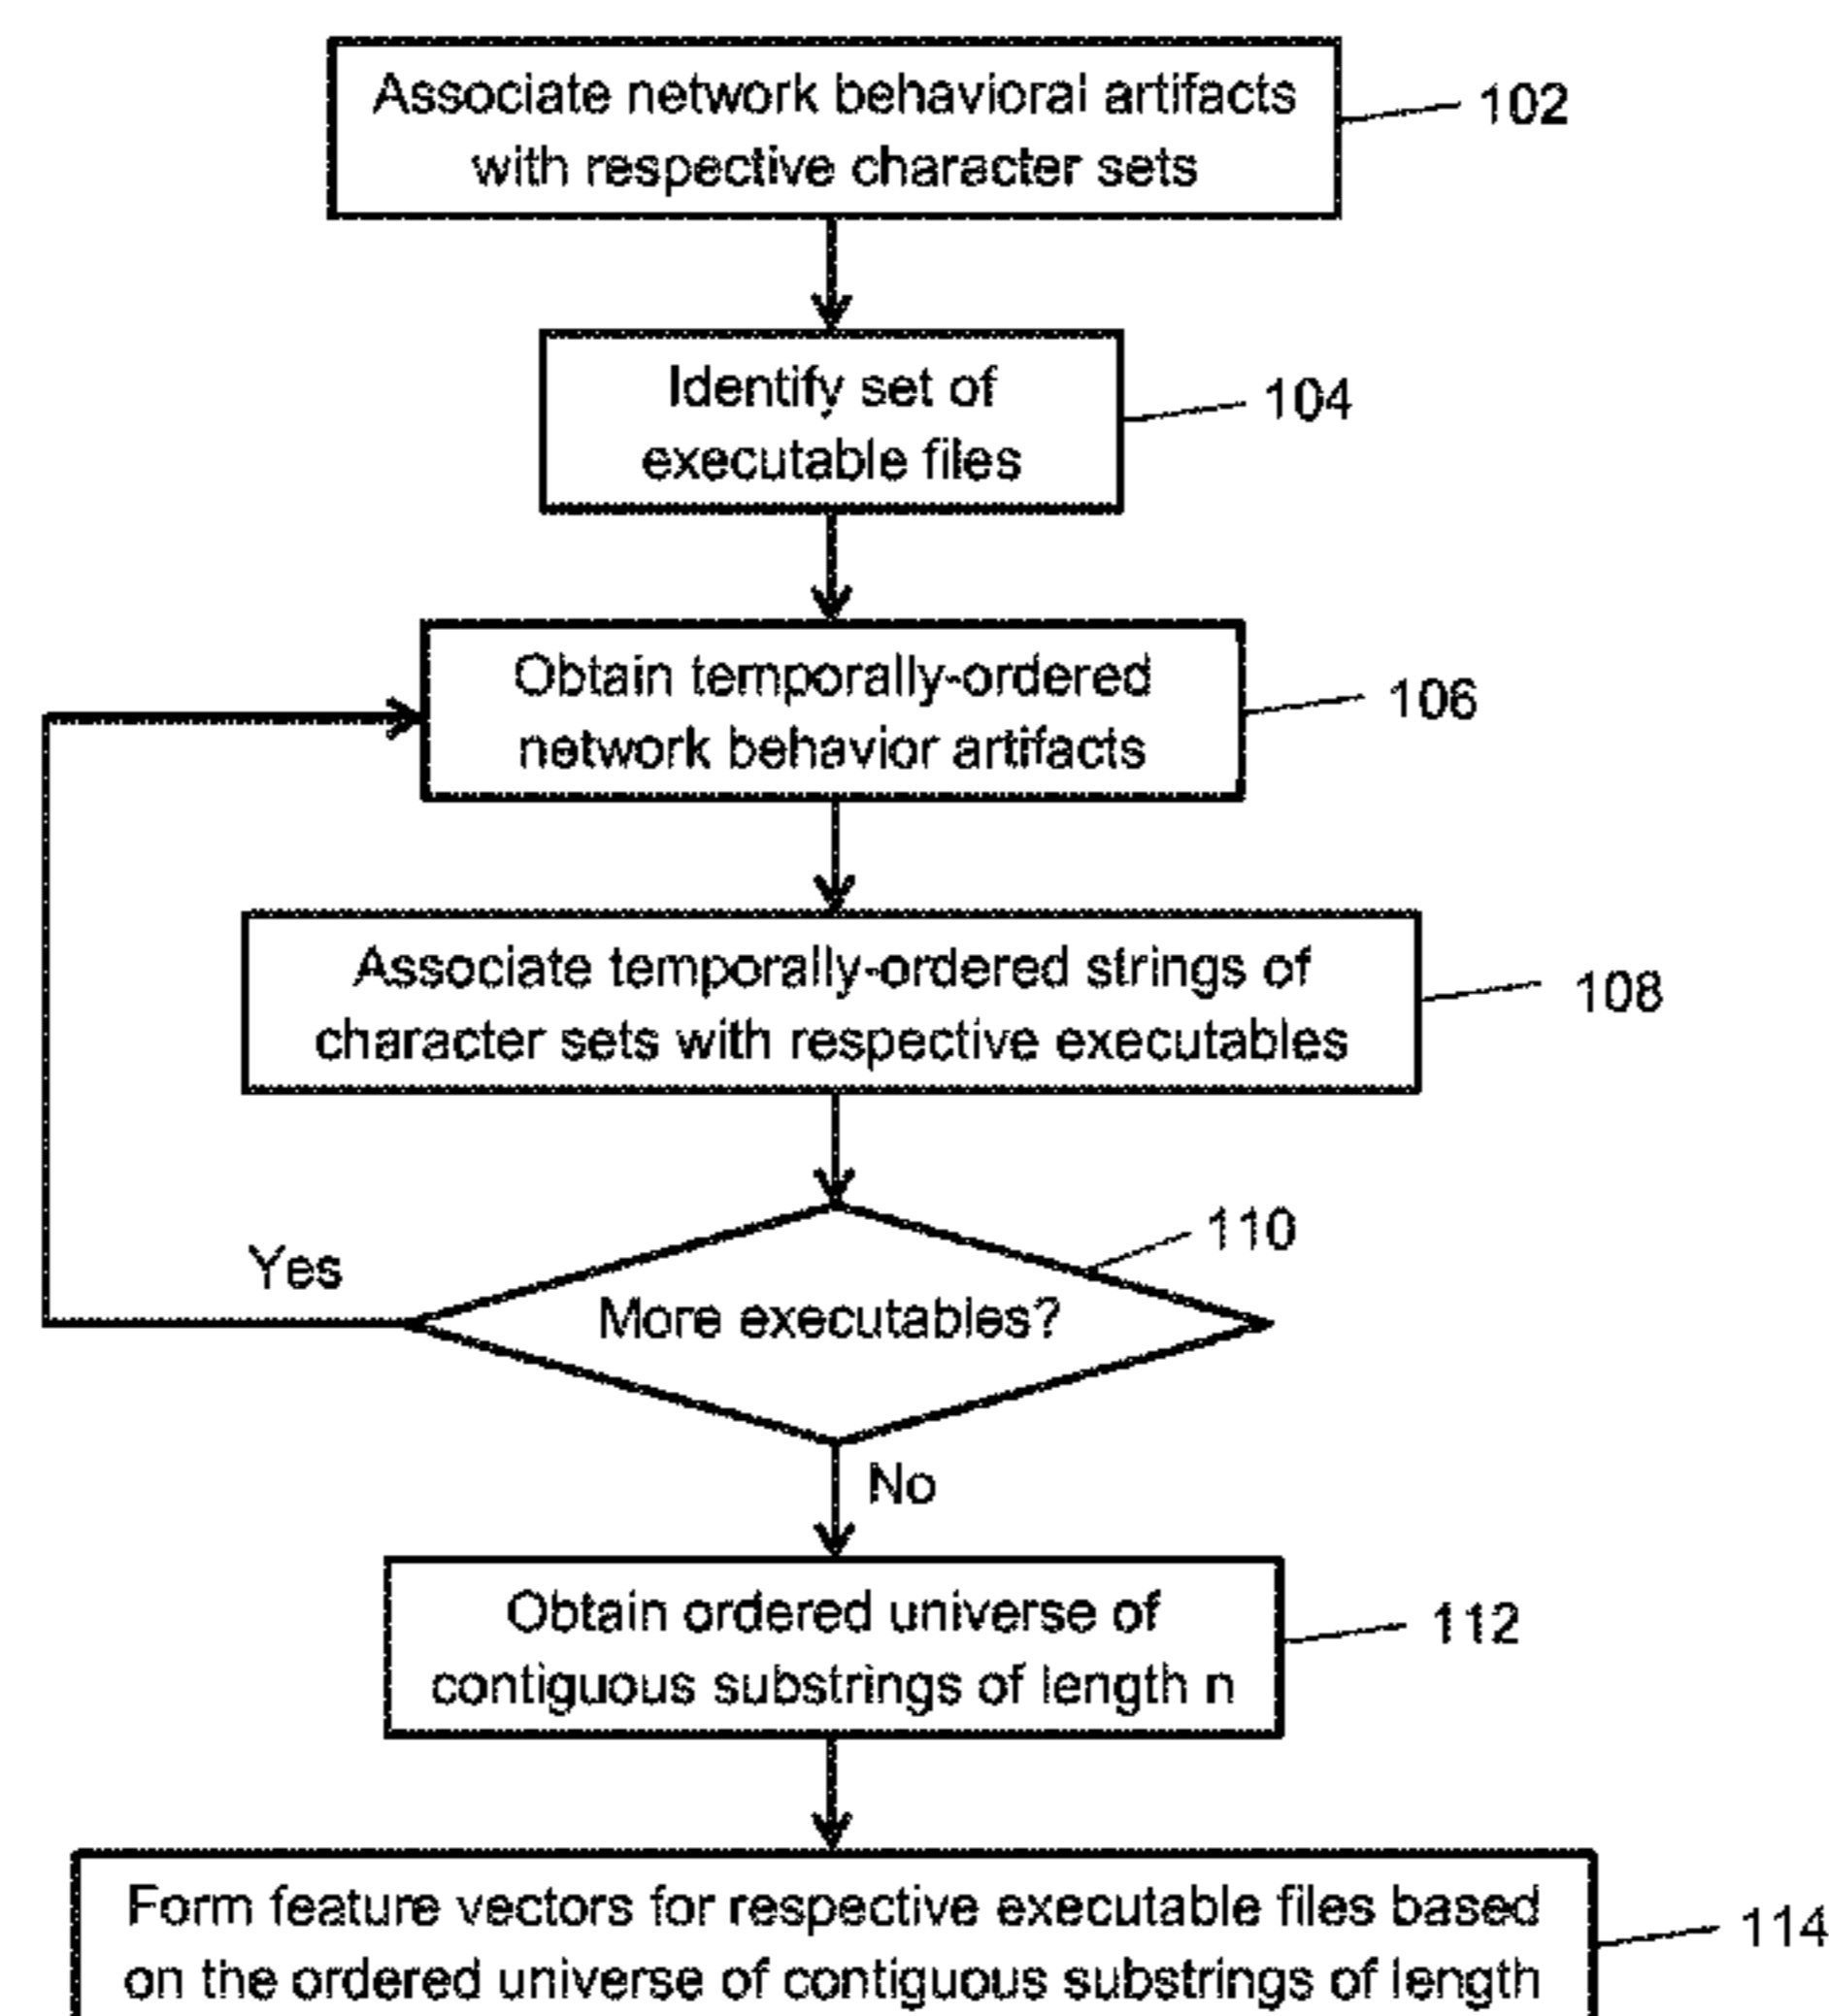 Associate network behavioral artifacts
with respective character sets
102
Identify set of
executable files
104
Obtain temporally-ordered
network behavior artifacts
106
Associate temporally-ordered strings of
character sets with respective executables
108
110
Yes
More executables?
No
Obtain ordered universe of
contiguous substrings of length n
112
Form feature vectors for respective executable files based
on the ordered universe of contiguous substrings of length
114